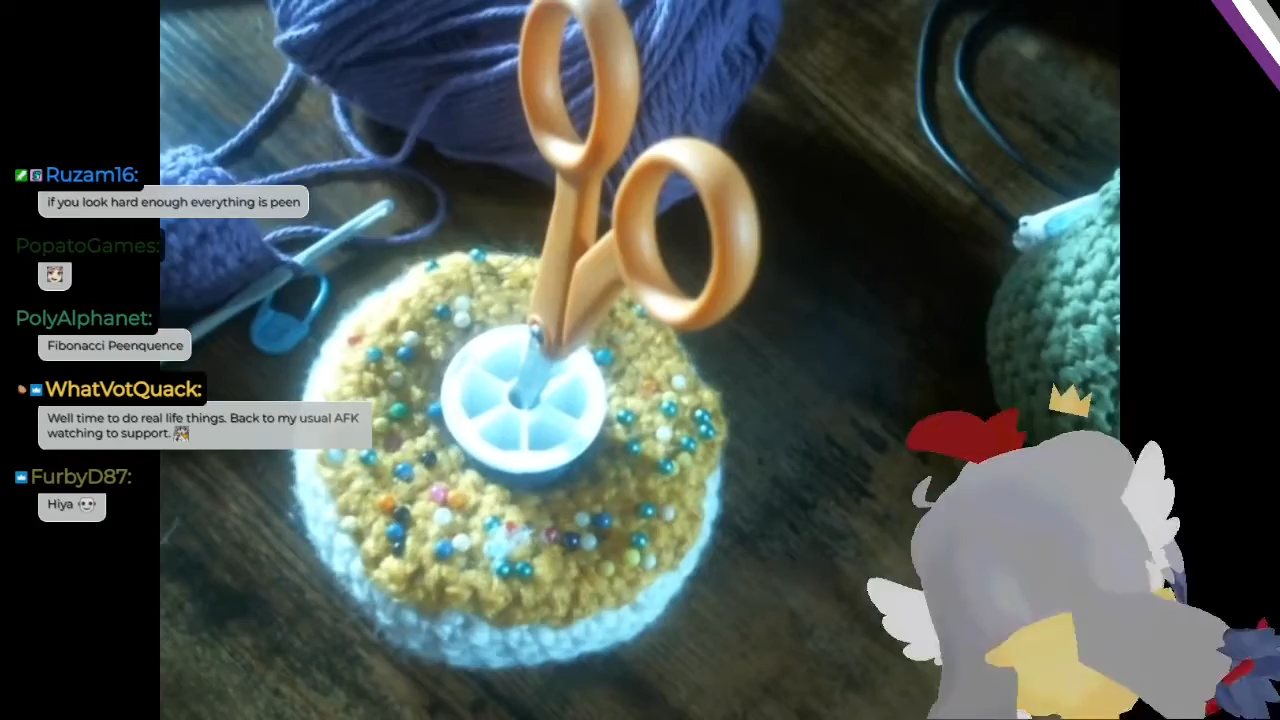 Ruzam16:
if you look hard enough everything is peen
PopatoGames:
PolyAlphanet:
Fibonacci Peenquence
WhatVotQuack:
Well time to do real life things. Back to my usual AFK
watching to support.
FurbyD87:
Hiya